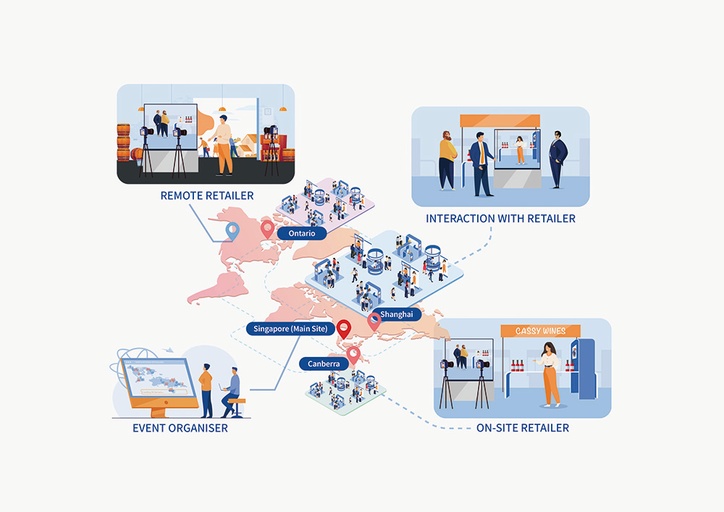 REMOTE RETAILER
INTERACTION WITH RETAILER
Ontario
Shanghai
Singapore (Main Site)
CASSY WINES
Canberra
EVENT ORGANISER
ON-SITE RETAILER